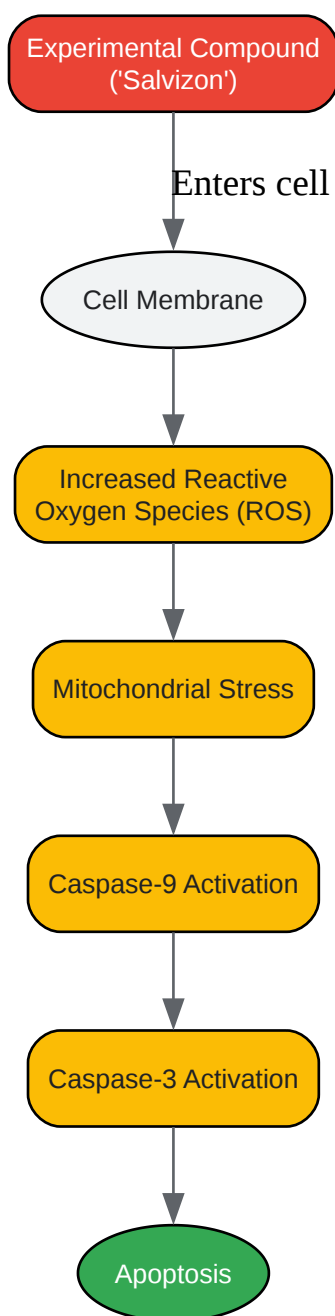 Experimental Compound
('Salvizon')
Enters cell
Cell Membrane
Increased Reactive
Oxygen Species (ROS)
Mitochondrial Stress
Caspase-9 Activation
Caspase-3 Activation
Apoptosis